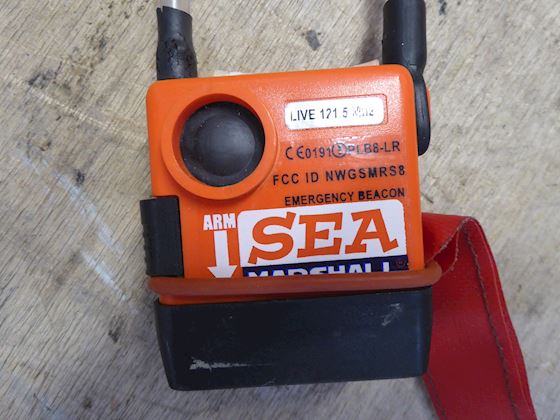 LIVE 121.5 MHz
CE0191 PLB8-LR
FCC ID NWGSMRS8
EMERGENCY BEACON
ARM
SEA
MARSHALL